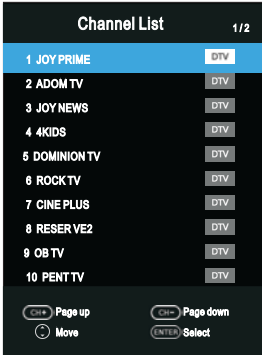 Channel List
1/2
1 JOY PRIME DTV
2 ADOM TV DTV
3 JOY NEWS DTV
4 4KIDS DTV
5 DOMINION TV DTV
6 ROCK TV DTV
7 CINE PLUS DTV
8 RESER VE2 DTV
9 OB TV DTV
10 PENT TV DTV
CH+ Page up CH- Page down
Move ENTER Select